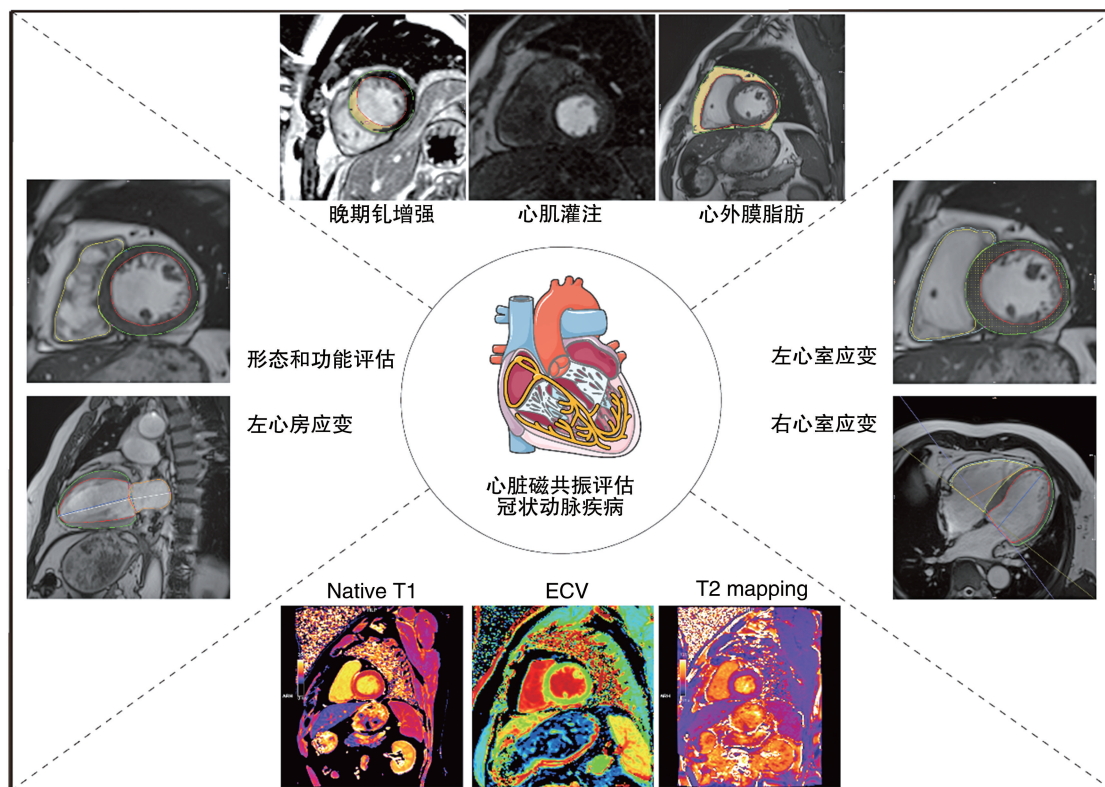 晚期钆增强
心肌灌注
心外膜脂肪
形态和功能评估
左心室应变
左心房应变
右心室应变
心脏磁共振评估
冠状动脉疾病
Native T1
ECV
T2 mapping